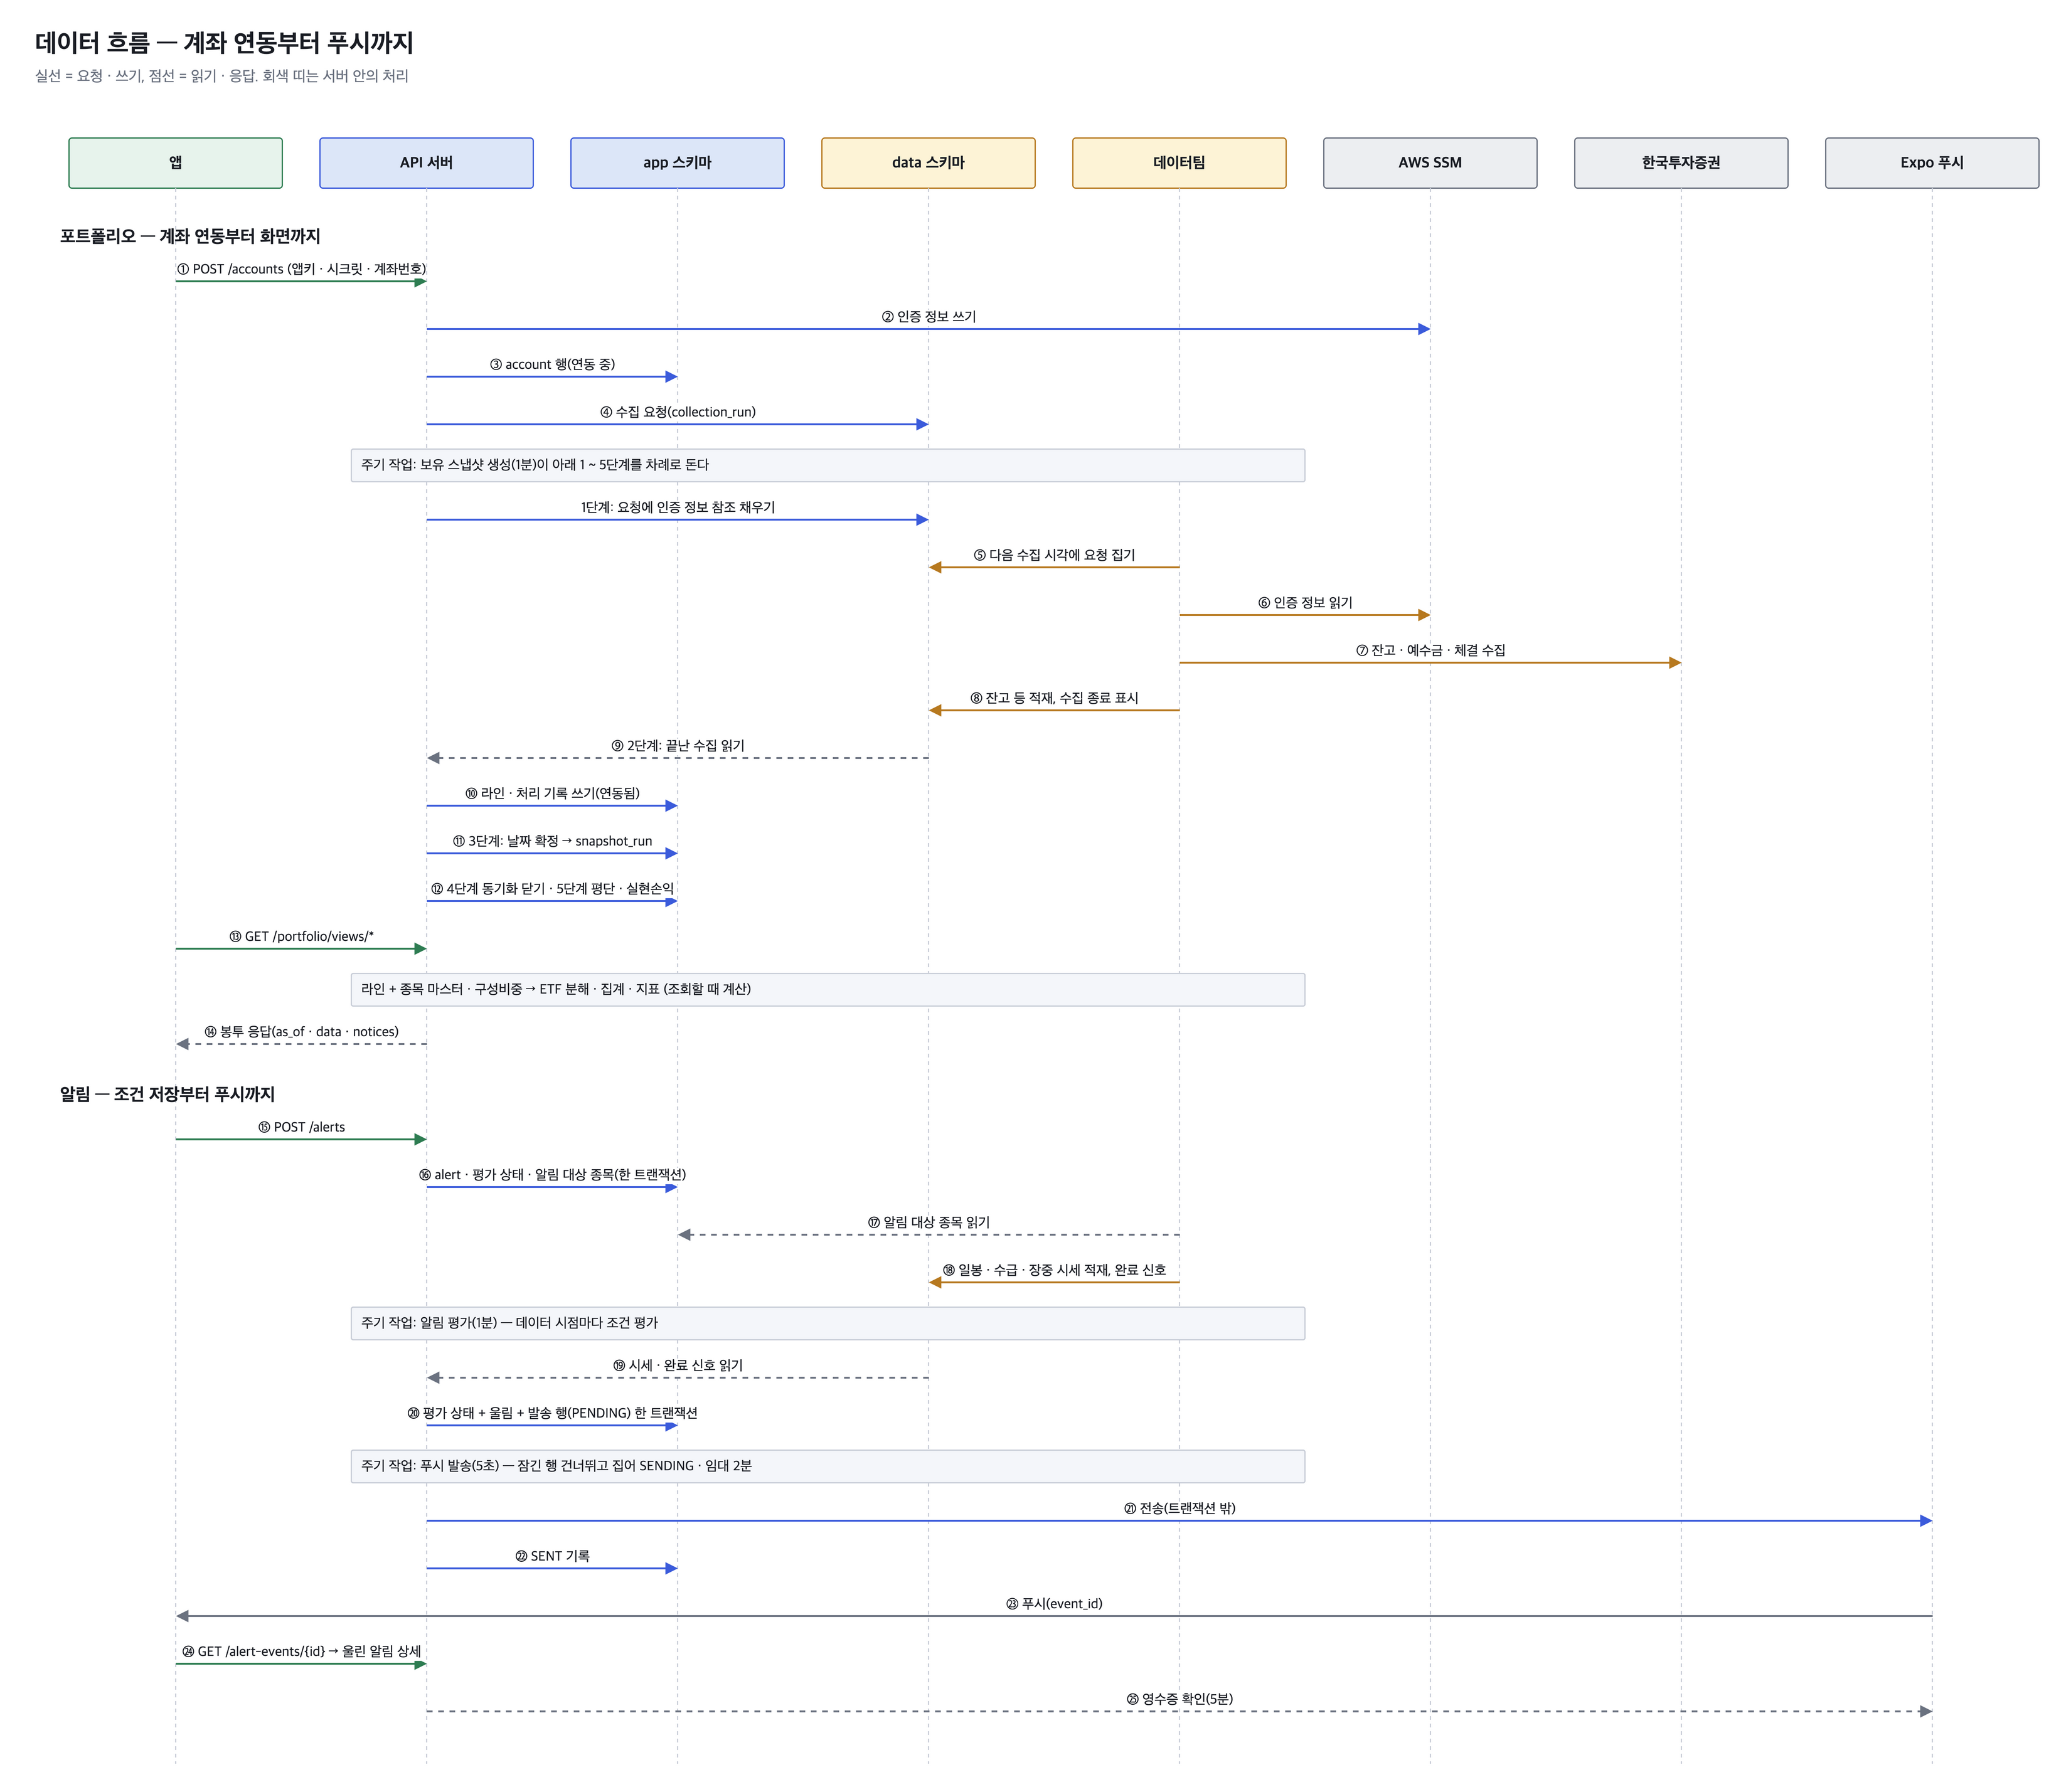 데이터 흐름 — 계좌 연동부터 푸시까지
실선 = 요청 · 쓰기, 점선 = 읽기 · 응답. 회색 띠는 서버 안의 처리
앱
API 서버
app 스키마
data 스키마
데이터팀
AWS SSM
한국투자증권
Expo 푸시
포트폴리오 — 계좌 연동부터 화면까지
① POST /accounts (앱키 · 시크릿 · 계좌번호)
② 인증 정보 쓰기
③ account 행(연동 중)
④ 수집 요청(collection_run)
주기 작업: 보유 스냅샷 생성(1분)이 아래 1 ~ 5단계를 차례로 돈다
1단계: 요청에 인증 정보 참조 채우기
⑤ 다음 수집 시각에 요청 집기
⑥ 인증 정보 읽기
⑦ 잔고 · 예수금 · 체결 수집
⑧ 잔고 등 적재, 수집 종료 표시
⑨ 2단계: 끝난 수집 읽기
⑩ 라인 · 처리 기록 쓰기(연동됨)
⑪ 3단계: 날짜 확정 → snapshot_run
⑫ 4단계 동기화 닫기 · 5단계 평단 · 실현손익
⑬ GET /portfolio/views/*
라인 + 종목 마스터 · 구성비중 → ETF 분해 · 집계 · 지표 (조회할 때 계산)
⑭ 봉투 응답(as_of · data · notices)
알림 — 조건 저장부터 푸시까지
⑮ POST /alerts
⑯ alert · 평가 상태 · 알림 대상 종목(한 트랜잭션)
⑰ 알림 대상 종목 읽기
⑱ 일봉 · 수급 · 장중 시세 적재, 완료 신호
주기 작업: 알림 평가(1분) — 데이터 시점마다 조건 평가
⑲ 시세 · 완료 신호 읽기
⑳ 평가 상태 + 울림 + 발송 행(PENDING) 한 트랜잭션
주기 작업: 푸시 발송(5초) — 잠긴 행 건너뛰고 집어 SENDING · 임대 2분
㉑ 전송(트랜잭션 밖)
㉒ SENT 기록
㉓ 푸시(event_id)
㉔ GET /alert-events/{id} → 울린 알림 상세
㉕ 영수증 확인(5분)